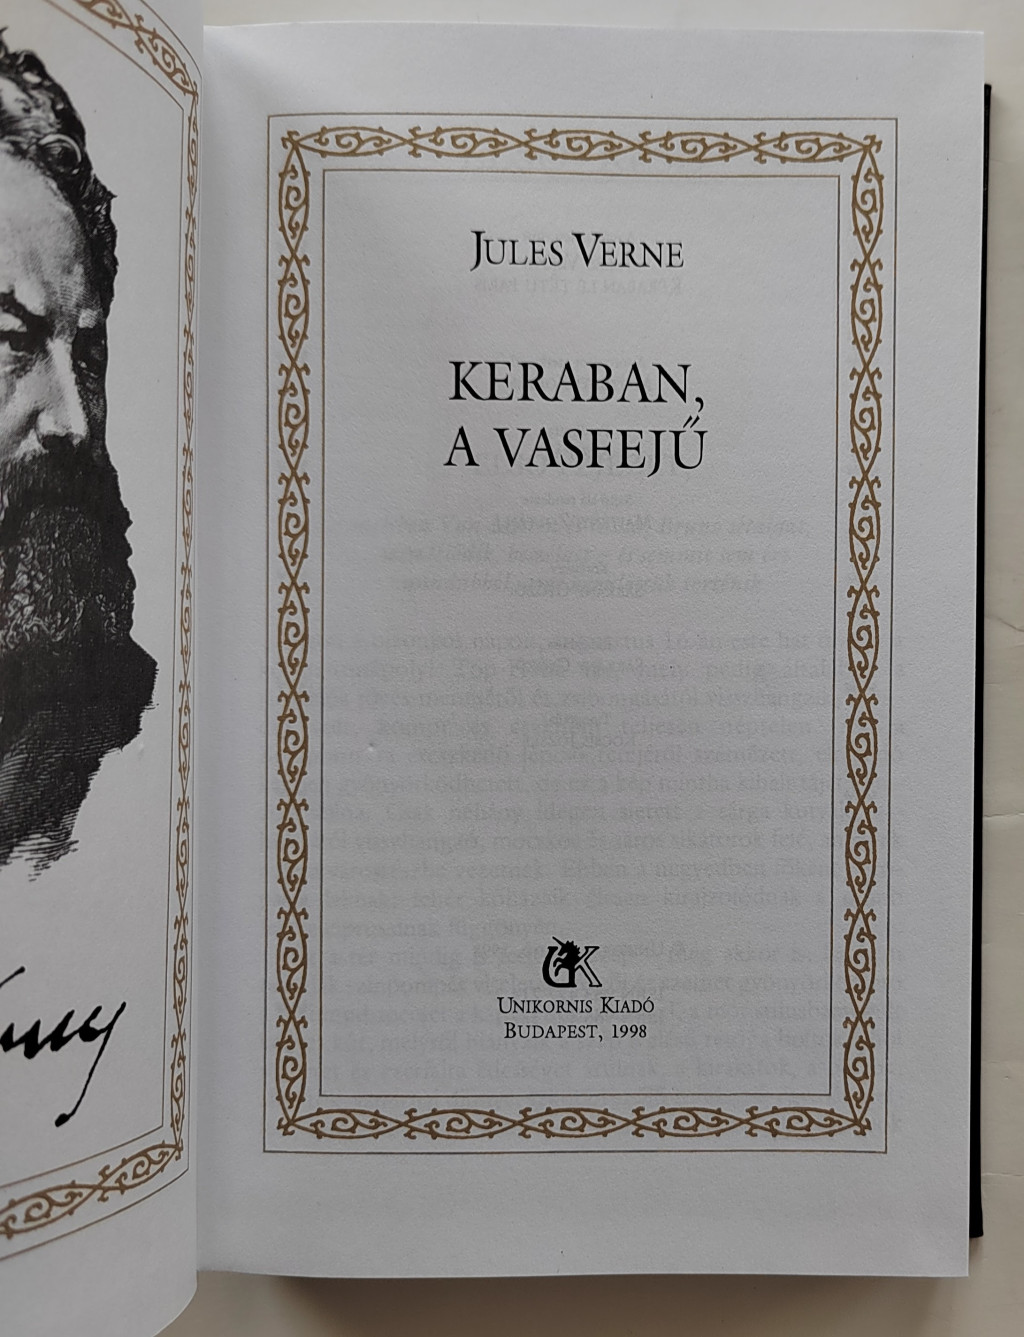 JULES VERNE
KERABAN,
A VASFEJŰ
UNIKORNIS KIADÓ
BUDAPEST, 1998